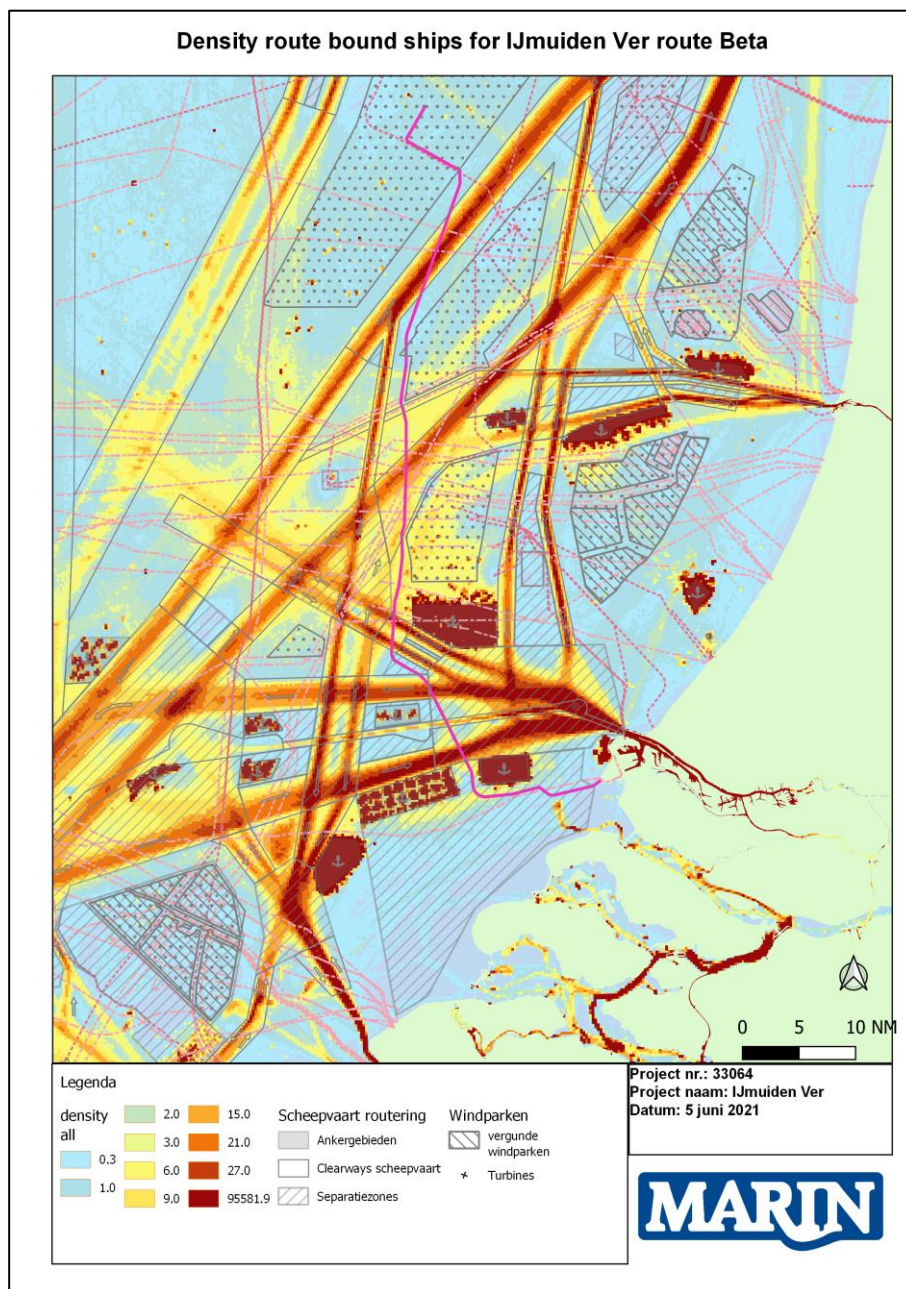 Density route bound ships for IJmuiden Ver route Beta
0 5 10 NM
Legenda
density
all
0.3
1.0
2.0
3.0
6.0
9.0
15.0
21.0
27.0
95581.9
Scheepvaart routering
Ankergebieden
Clearways scheepvaart
Separatiezones
Windparken
vergunde
windparken
Turbines
Project nr.: 33064
Project naam: IJmuiden Ver
Datum: 5 juni 2021
MARIN